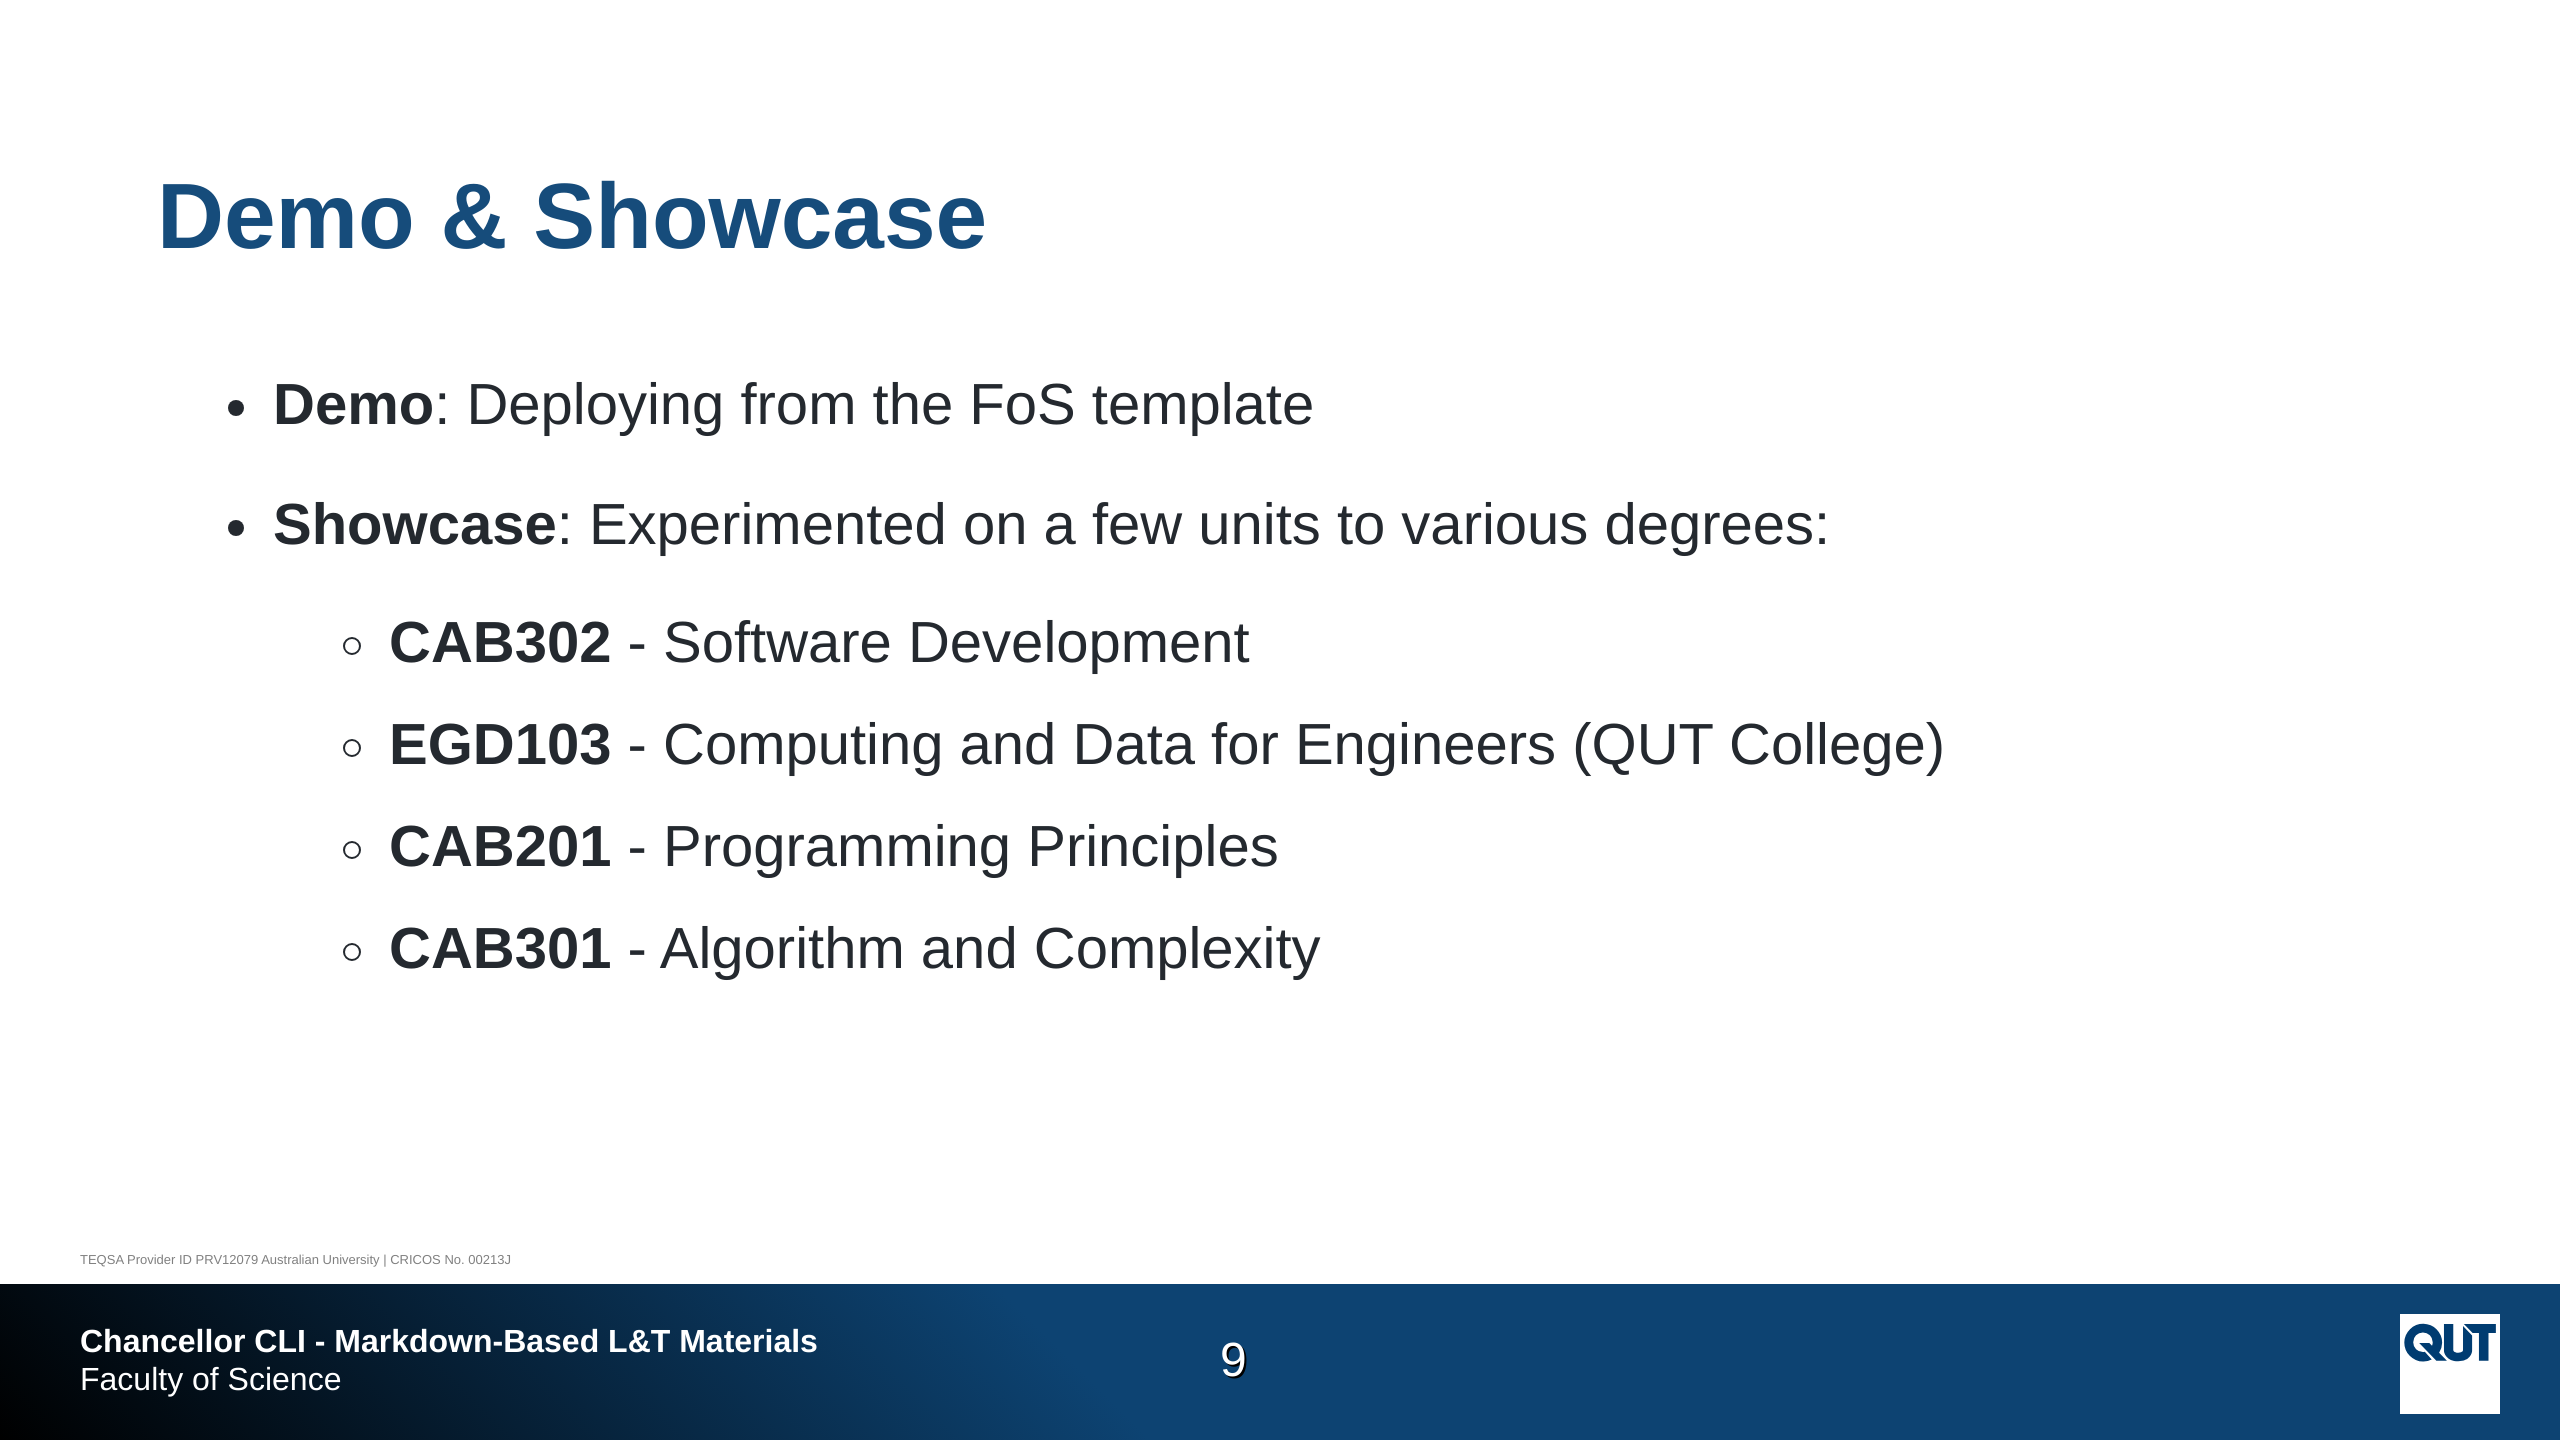 Demo & Showcase
• Demo: Deploying from the FoS template
• Showcase: Experimented on a few units to various degrees:
○ CAB302 - Software Development
○ EGD103 - Computing and Data for Engineers (QUT College)
○ CAB201 - Programming Principles
○ CAB301 - Algorithm and Complexity
TEQSA Provider ID PRV12079 Australian University | CRICOS No. 00213J
Chancellor CLI - Markdown-Based L&T Materials
Faculty of Science
9
QUT